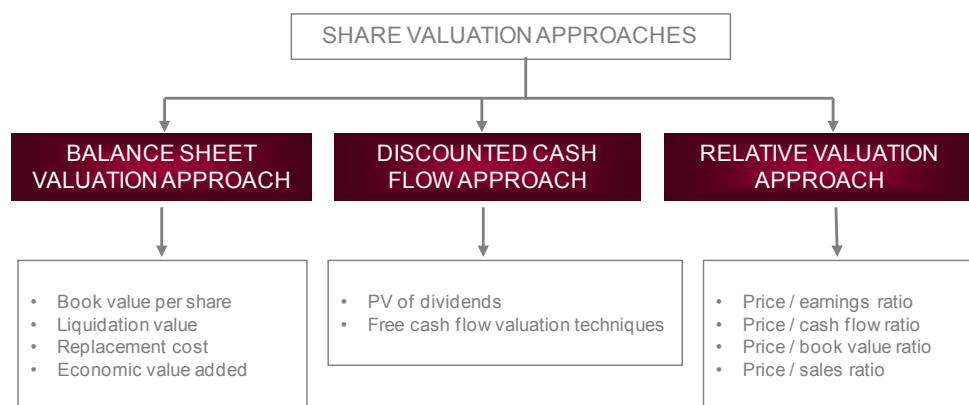 SHARE VALUATION APPROACHES
BALANCE SHEET
VALUATION APPROACH
DISCOUNTED CASH
FLOW APPROACH
RELATIVE VALUATION
APPROACH
• Book value per share
• Liquidation value
• Replacement cost
• Economic value added
• PV of dividends
• Free cash flow valuation techniques
• Price / earnings ratio
• Price / cash flow ratio
• Price / book value ratio
• Price / sales ratio